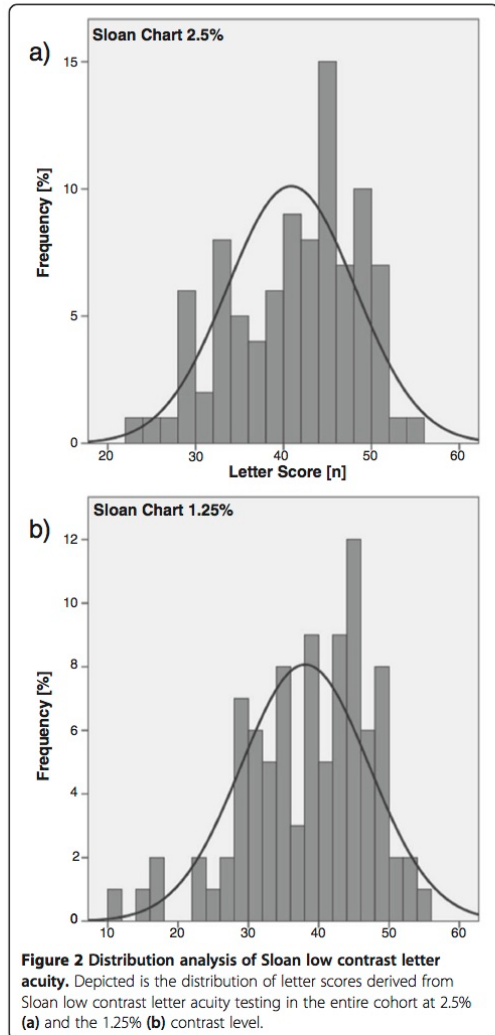 a)
Sloan Chart 2.5%
15
10
5
0
Frequency [%]
20 30 40 50 60
Letter Score [n]
b)
Sloan Chart 1.25%
12
10
8
6
4
2
0
Frequency [%]
10 20 30 40 50 60
Figure 2 Distribution analysis of Sloan low contrast letter
acuity. Depicted is the distribution of letter scores derived from
Sloan low contrast letter acuity testing in the entire cohort at 2.5%
(a) and the 1.25% (b) contrast level.